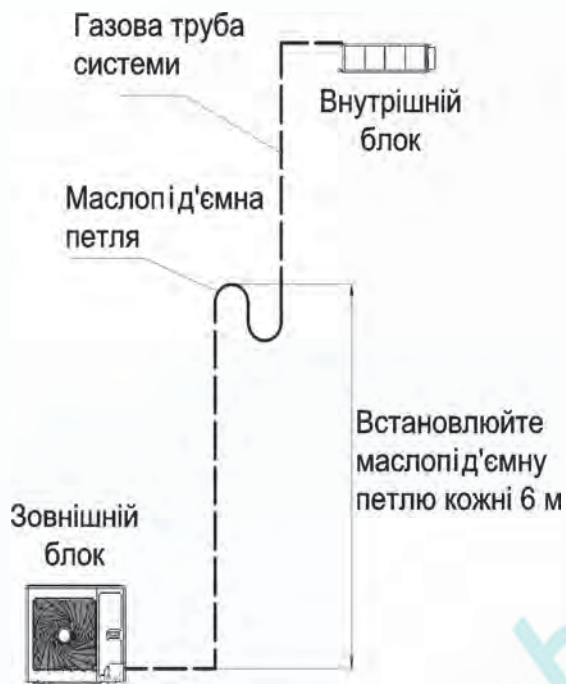 Газова труба
системи
Внутрішній
блок
Маслопід'ємна
петля
Встановлюйте
маслопід'ємну
петлю кожні 6 м
Зовнішній
блок